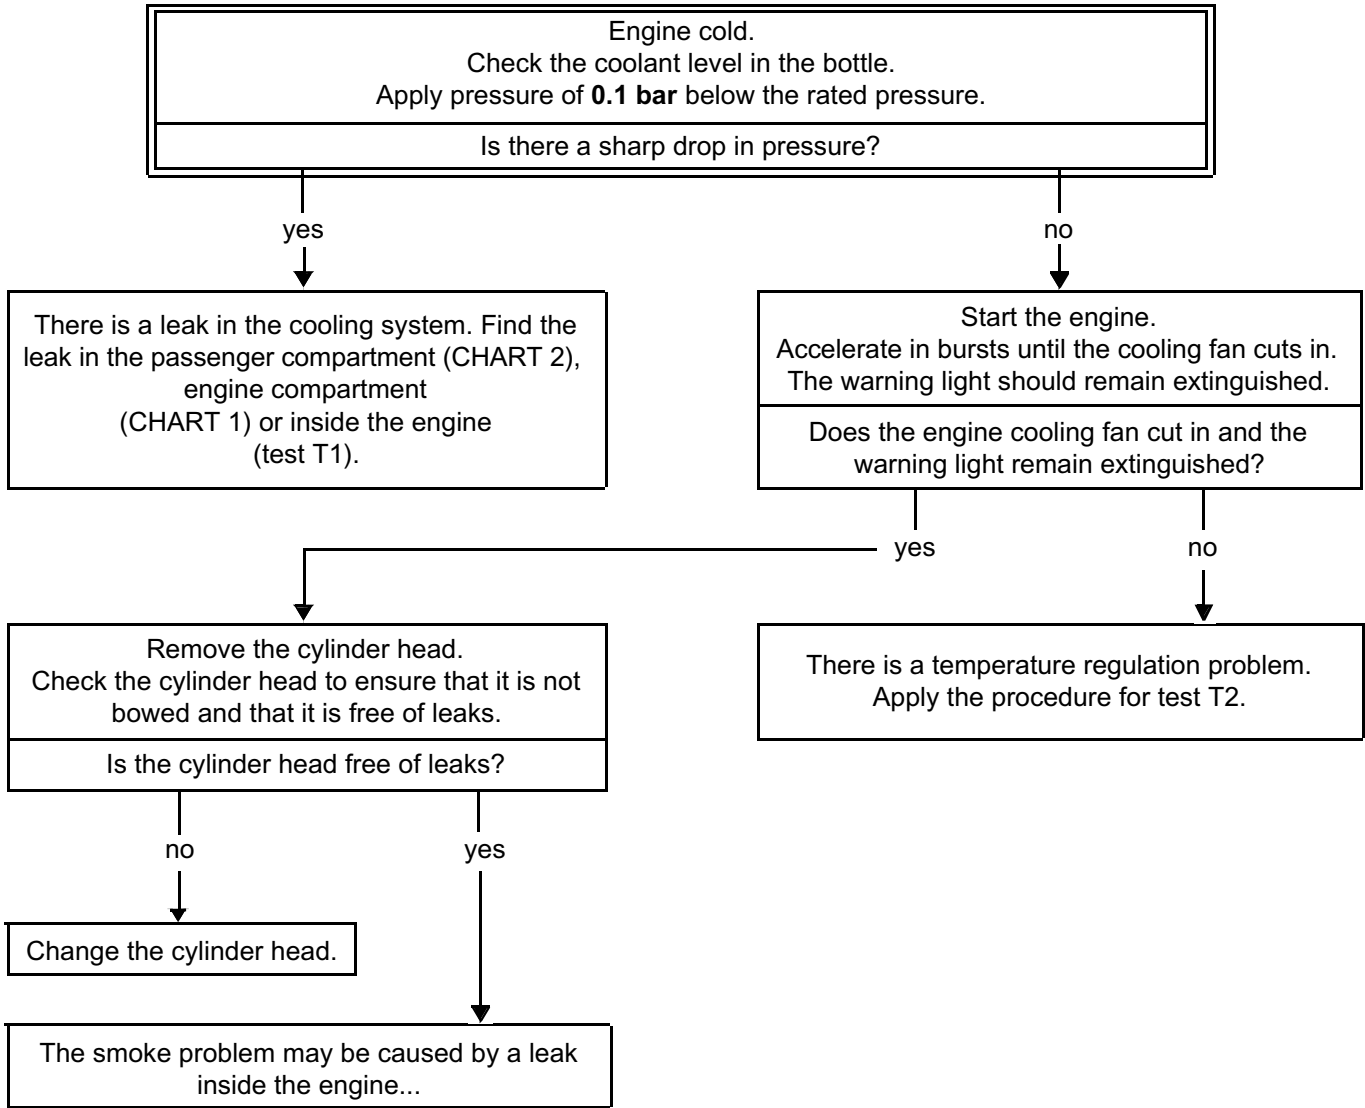 Engine cold.
Check the coolant level in the bottle.
Apply pressure of 0.1 bar below the rated pressure.
Is there a sharp drop in pressure?
yes
no
There is a leak in the cooling system. Find the
leak in the passenger compartment (CHART 2),
engine compartment
(CHART 1) or inside the engine
(test T1).
Start the engine.
Accelerate in bursts until the cooling fan cuts in.
The warning light should remain extinguished.
Does the engine cooling fan cut in and the
warning light remain extinguished?
yes
no
Remove the cylinder head.
Check the cylinder head to ensure that it is not
bowed and that it is free of leaks.
Is the cylinder head free of leaks?
There is a temperature regulation problem.
Apply the procedure for test T2.
no
yes
Change the cylinder head.
The smoke problem may be caused by a leak
inside the engine...